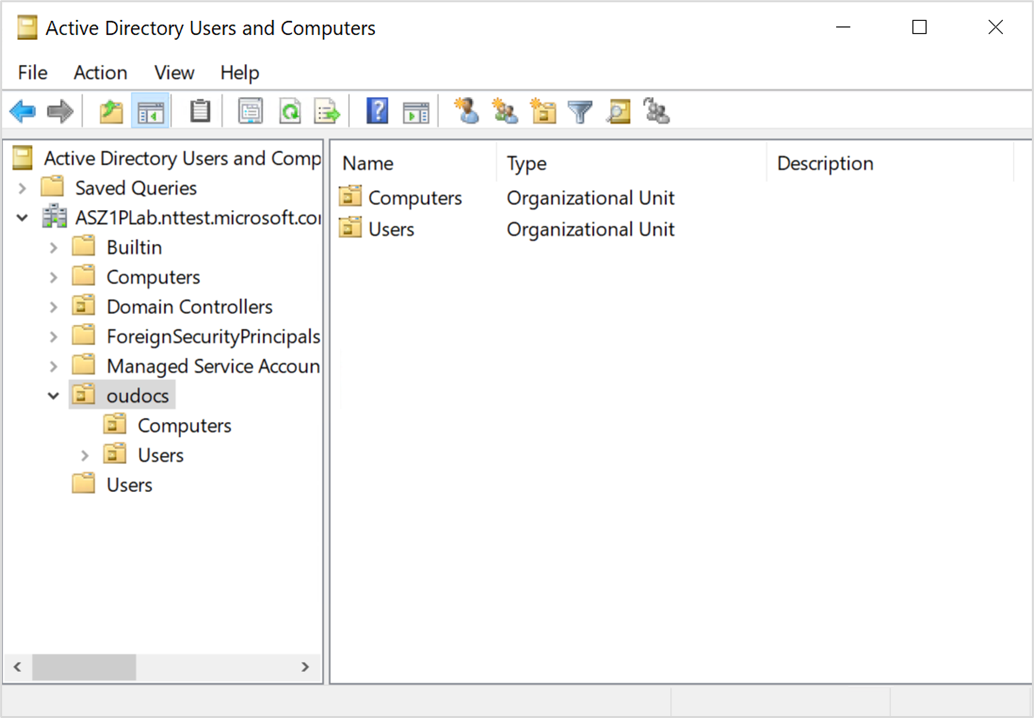 Active Directory Users and Computers
File Action View Help
Active Directory Users and Comp
Saved Queries
ASZ1PLab.nttest.microsoft.co
Builtin
Computers
Domain Controllers
ForeignSecurityPrincipals
Managed Service Accoun
oudocs
Computers
Users
Users
Name Type Description
Computers Organizational Unit
Users Organizational Unit